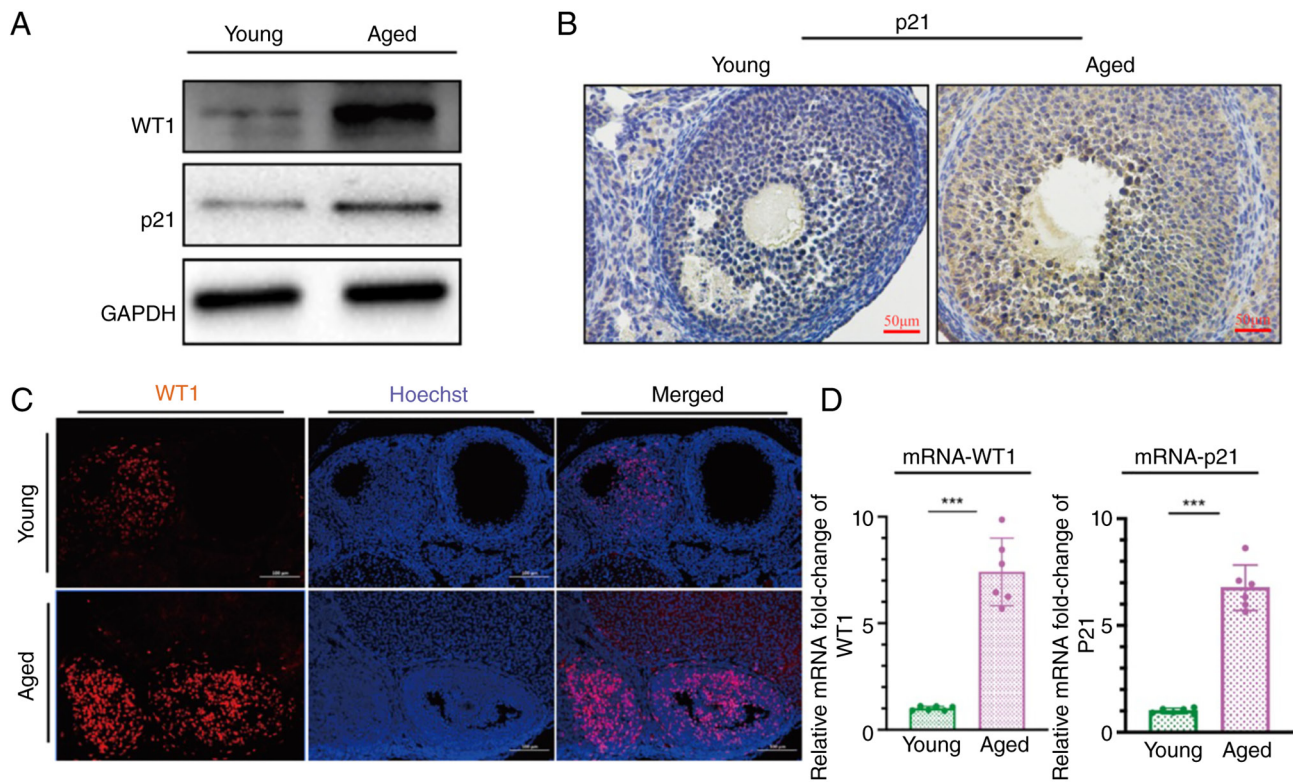 A
Young Aged
WT1
p21
GAPDH
B
p21
Young Aged
50μm
50μm
C
WT1 Hoechst Merged
Young
Aged
D
mRNA-WT1
***
Relative mRNA fold-change of
WT1
10
5
0
Young Aged
mRNA-p21
***
Relative mRNA fold-change of
P21
10
5
0
Young Aged